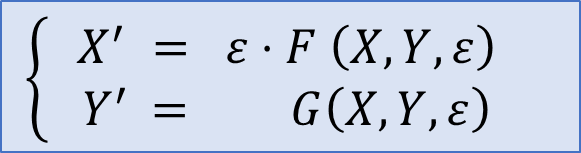 X′ = ε · F (X, Y, ε)
Y′ = G(X, Y, ε)